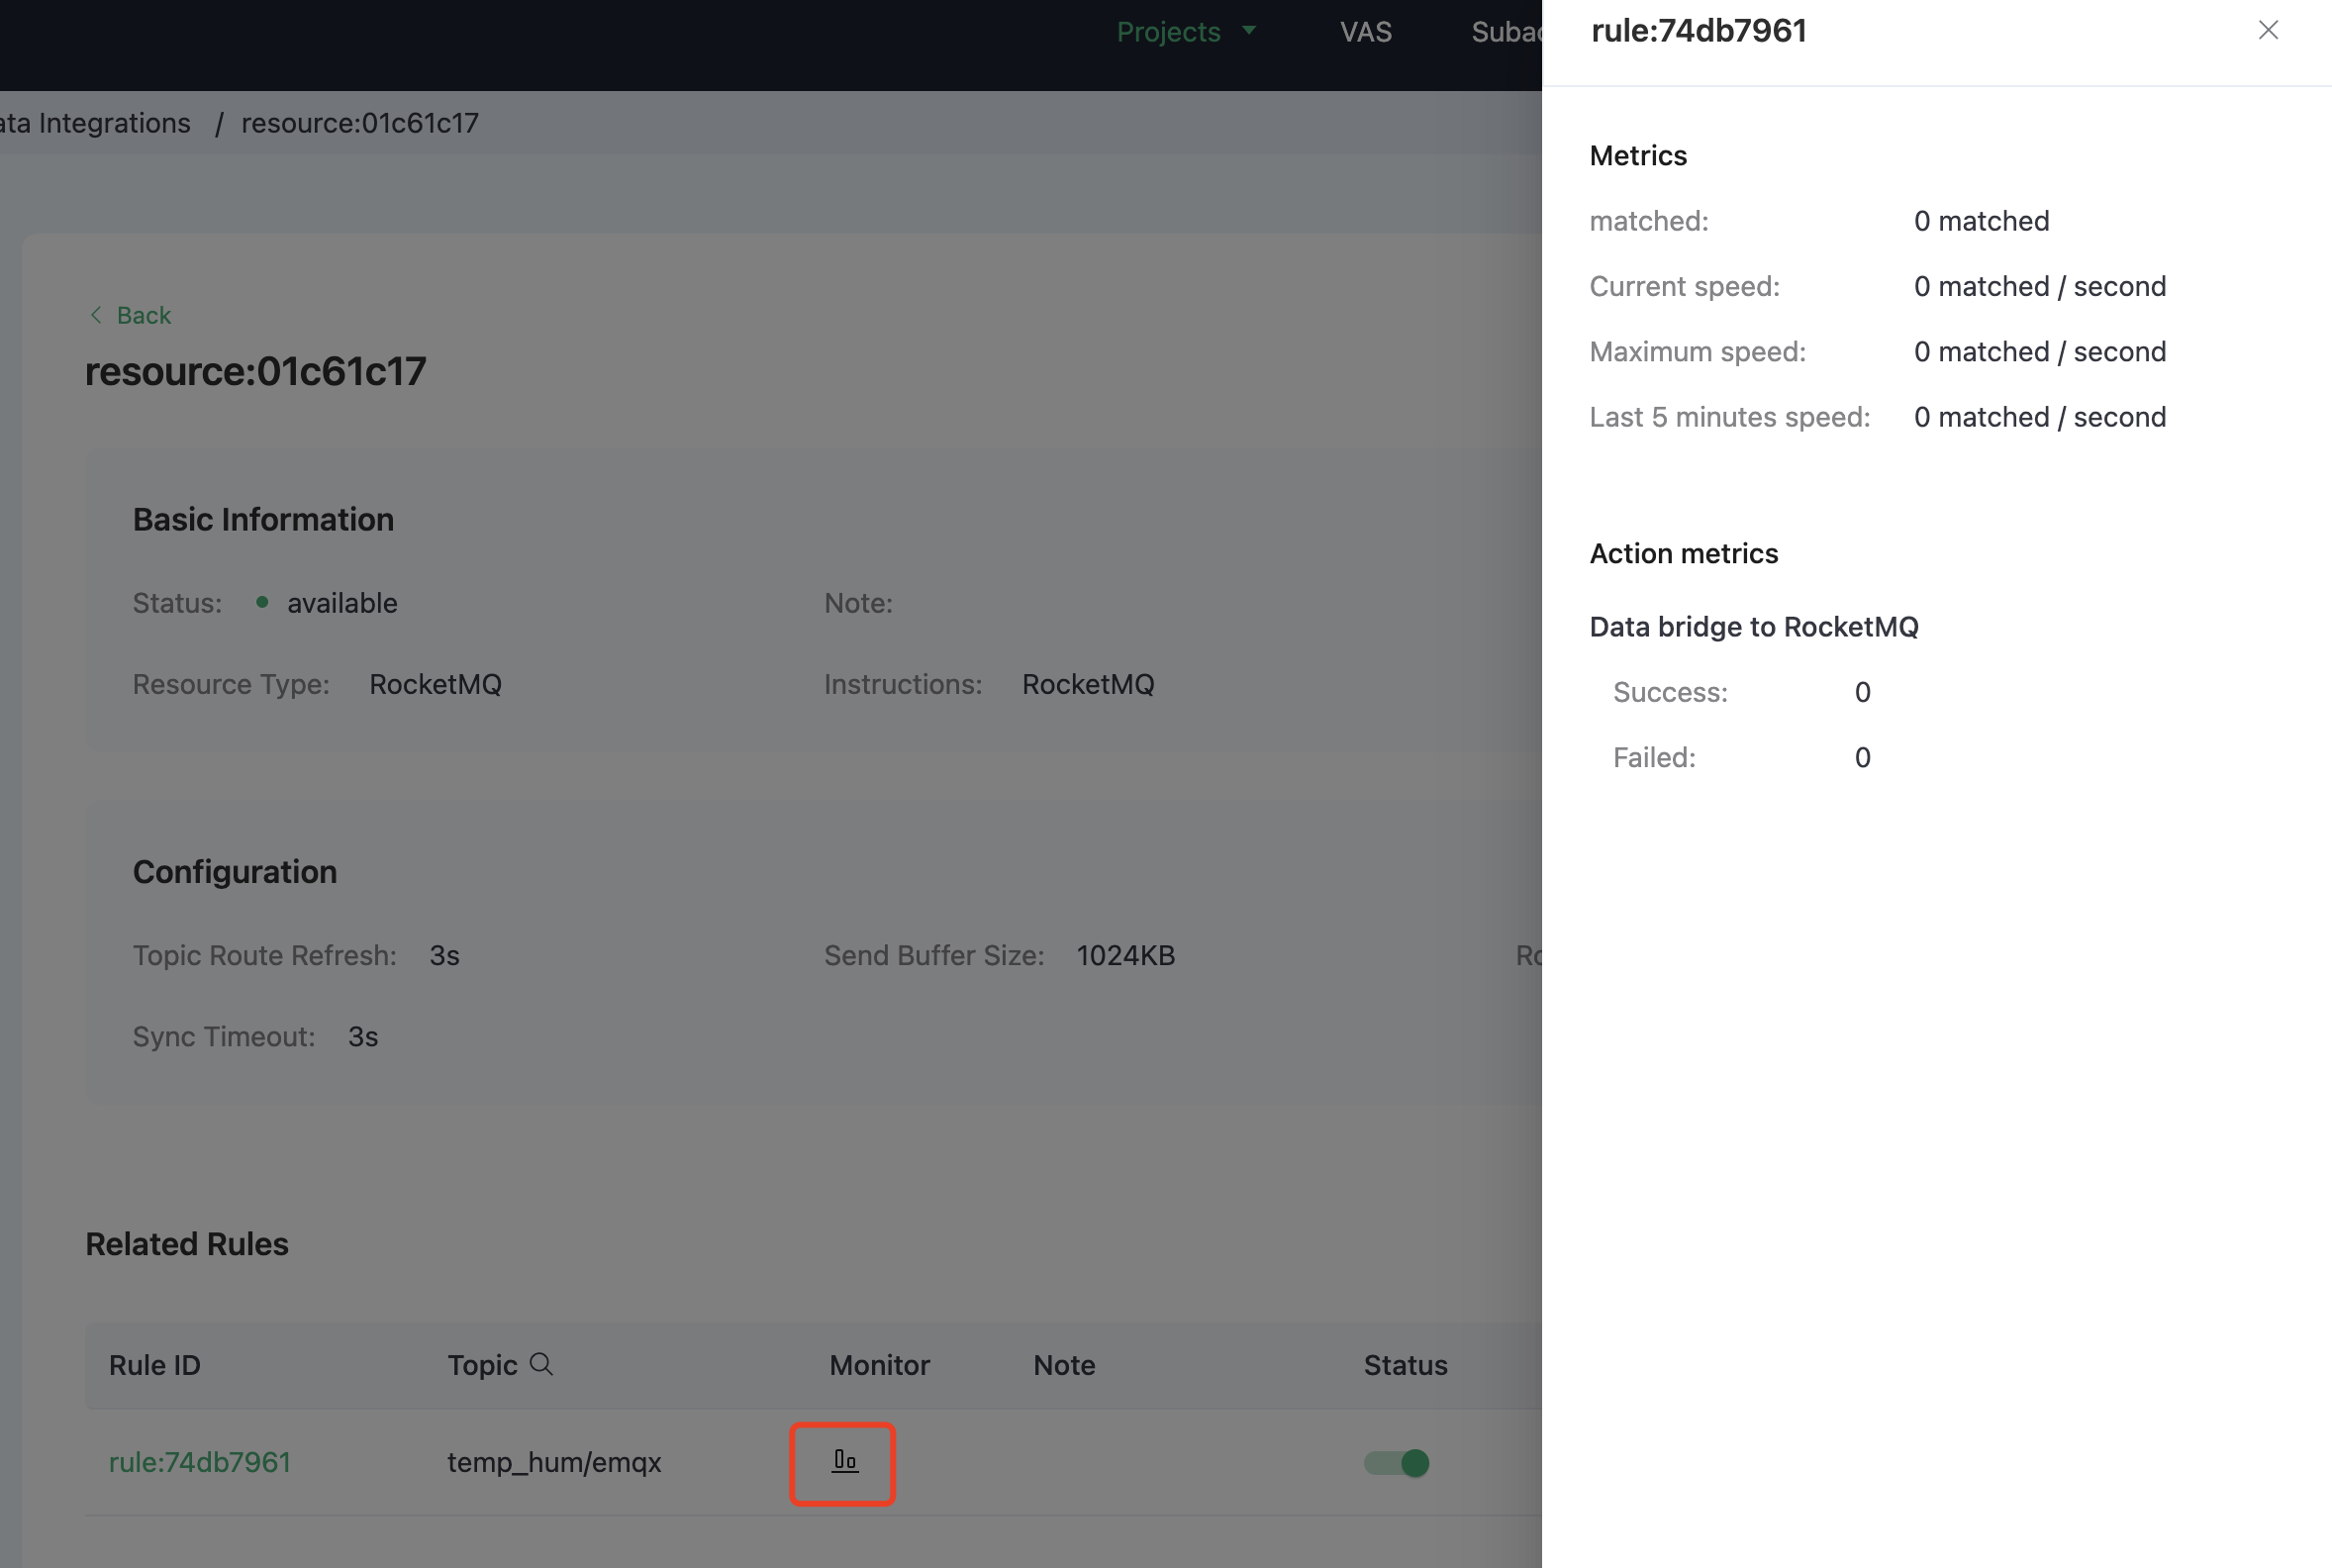 Projects VAS
ata Integrations / resource:01c61c17
Back
resource:01c61c17
Basic Information
Status: available Note:
Resource Type: RocketMQ Instructions: RocketMQ
Configuration
Topic Route Refresh: 3s Send Buffer Size: 1024KB
Sync Timeout: 3s
Related Rules
Rule ID Topic Monitor Note Status
rule:74db7961 temp_hum/emqx
rule:74db7961
Metrics
matched: 0 matched
Current speed: 0 matched / second
Maximum speed: 0 matched / second
Last 5 minutes speed: 0 matched / second
Action metrics
Data bridge to RocketMQ
Success: 0
Failed: 0